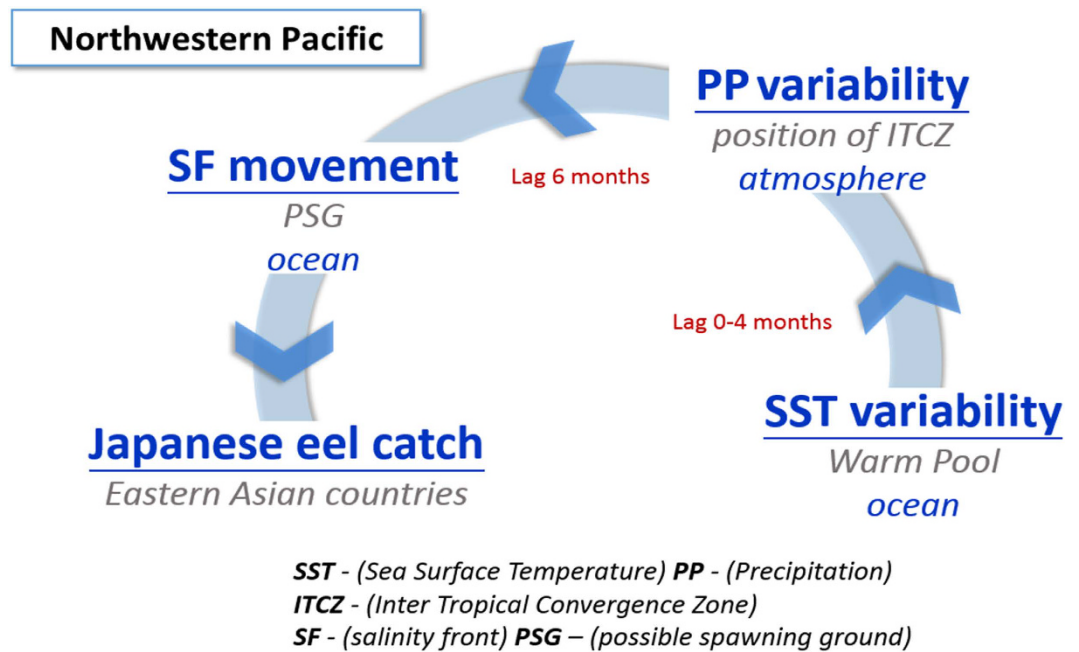 Northwestern Pacific
PP variability
position of ITCZ
atmosphere
SF movement
PSG
ocean
Lag 6 months
Lag 0-4 months
SST variability
Warm Pool
ocean
Japanese eel catch
Eastern Asian countries
SST - (Sea Surface Temperature) PP - (Precipitation)
ITCZ - (Inter Tropical Convergence Zone)
SF - (salinity front) PSG – (possible spawning ground)